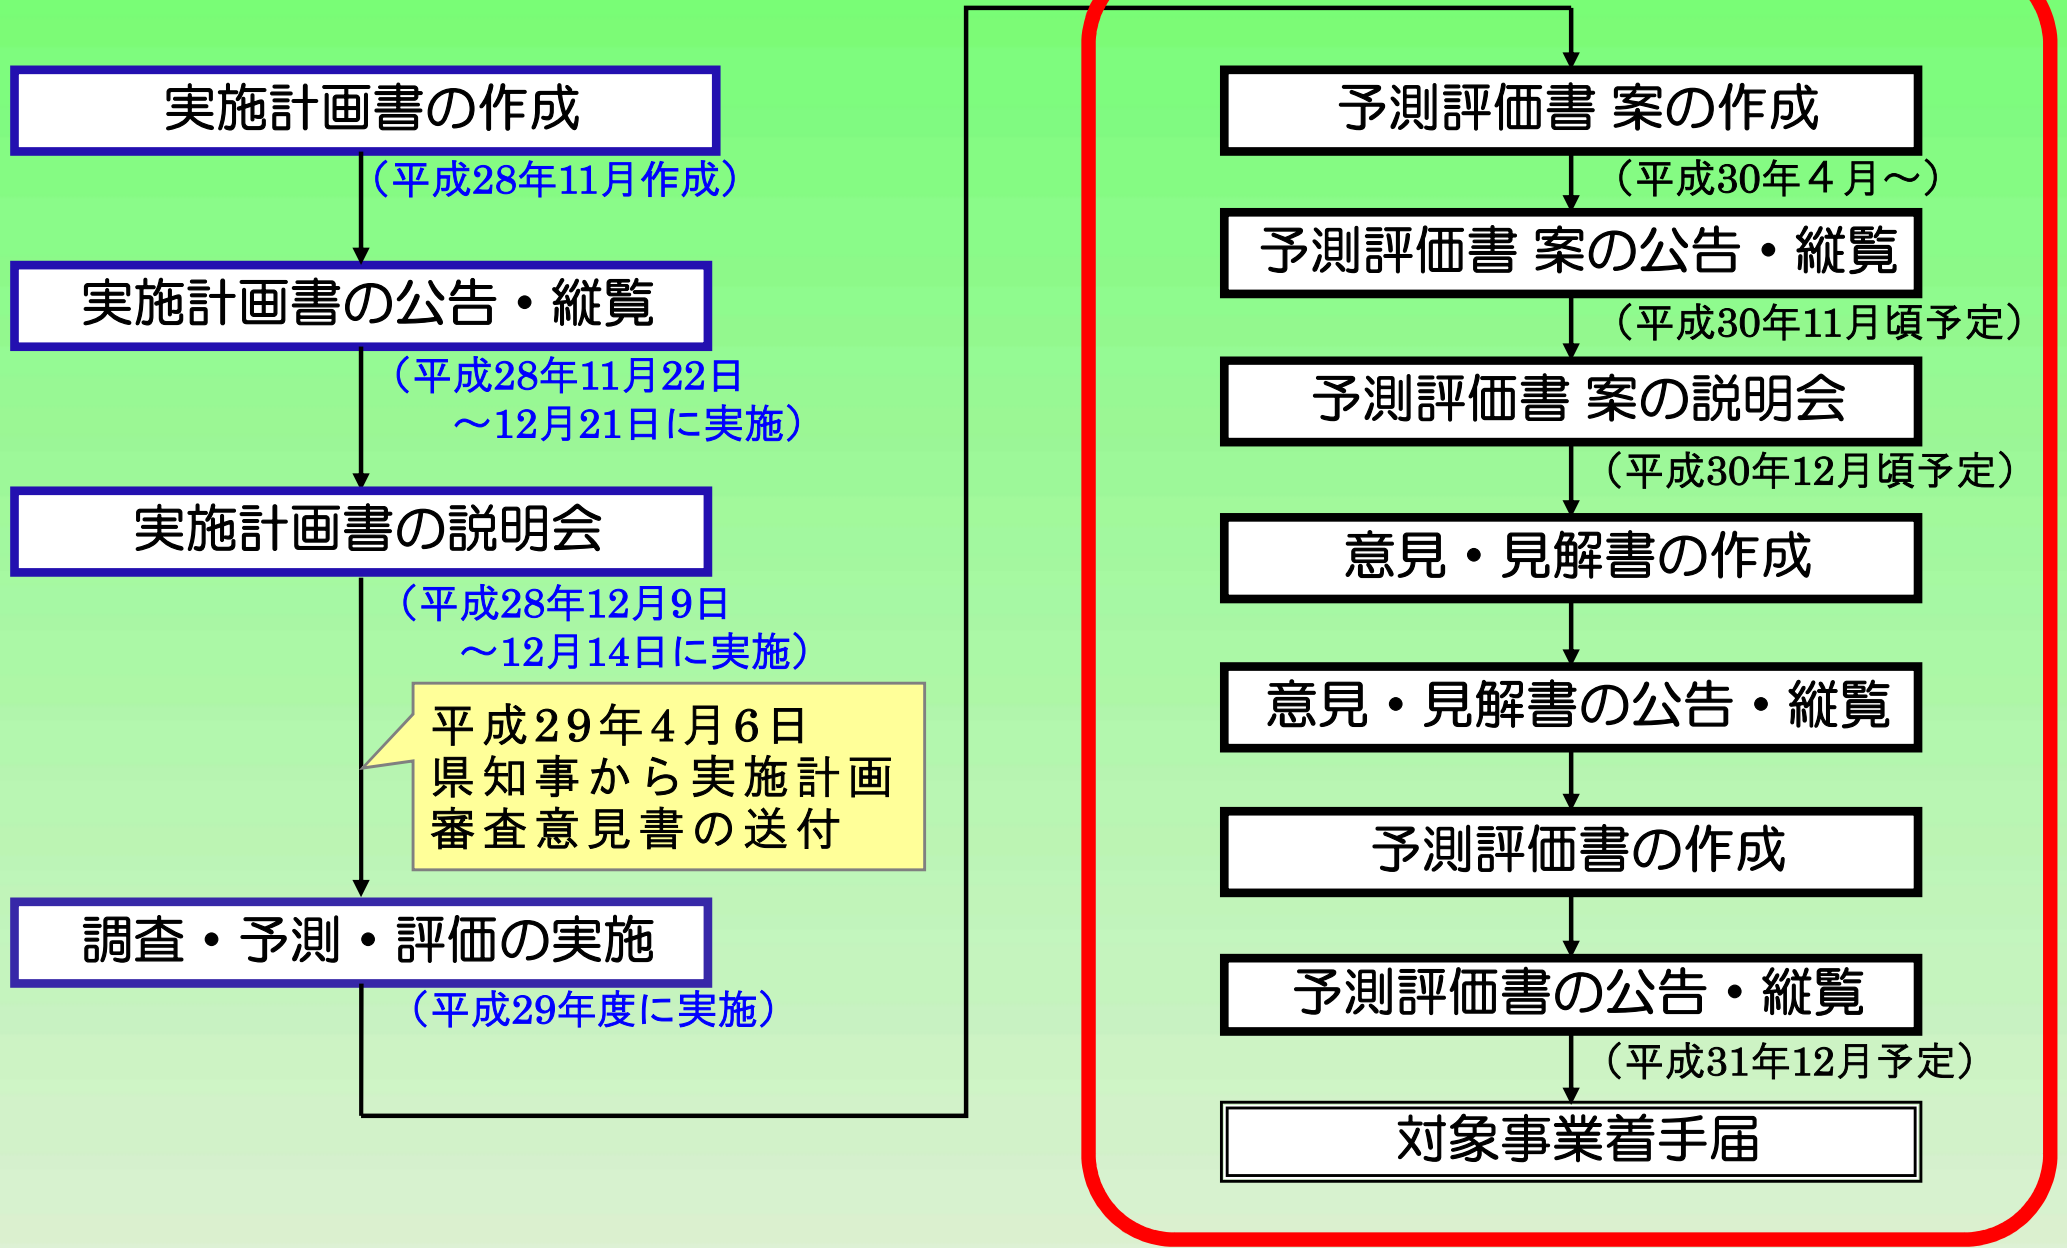 実施計画書の作成
（平成28年11月作成）
実施計画書の公告・縦覧
（平成28年11月22日
～12月21日に実施）
実施計画書の説明会
（平成28年12月9日
～12月14日に実施）
平成29年4月6日
県知事から実施計画
審査意見書の送付
調査・予測・評価の実施
（平成29年度に実施）
予測評価書 案の作成
（平成30年４月～）
予測評価書 案の公告・縦覧
（平成30年11月頃予定）
予測評価書 案の説明会
（平成30年12月頃予定）
意見・見解書の作成
意見・見解書の公告・縦覧
予測評価書の作成
予測評価書の公告・縦覧
（平成31年12月予定）
対象事業着手届